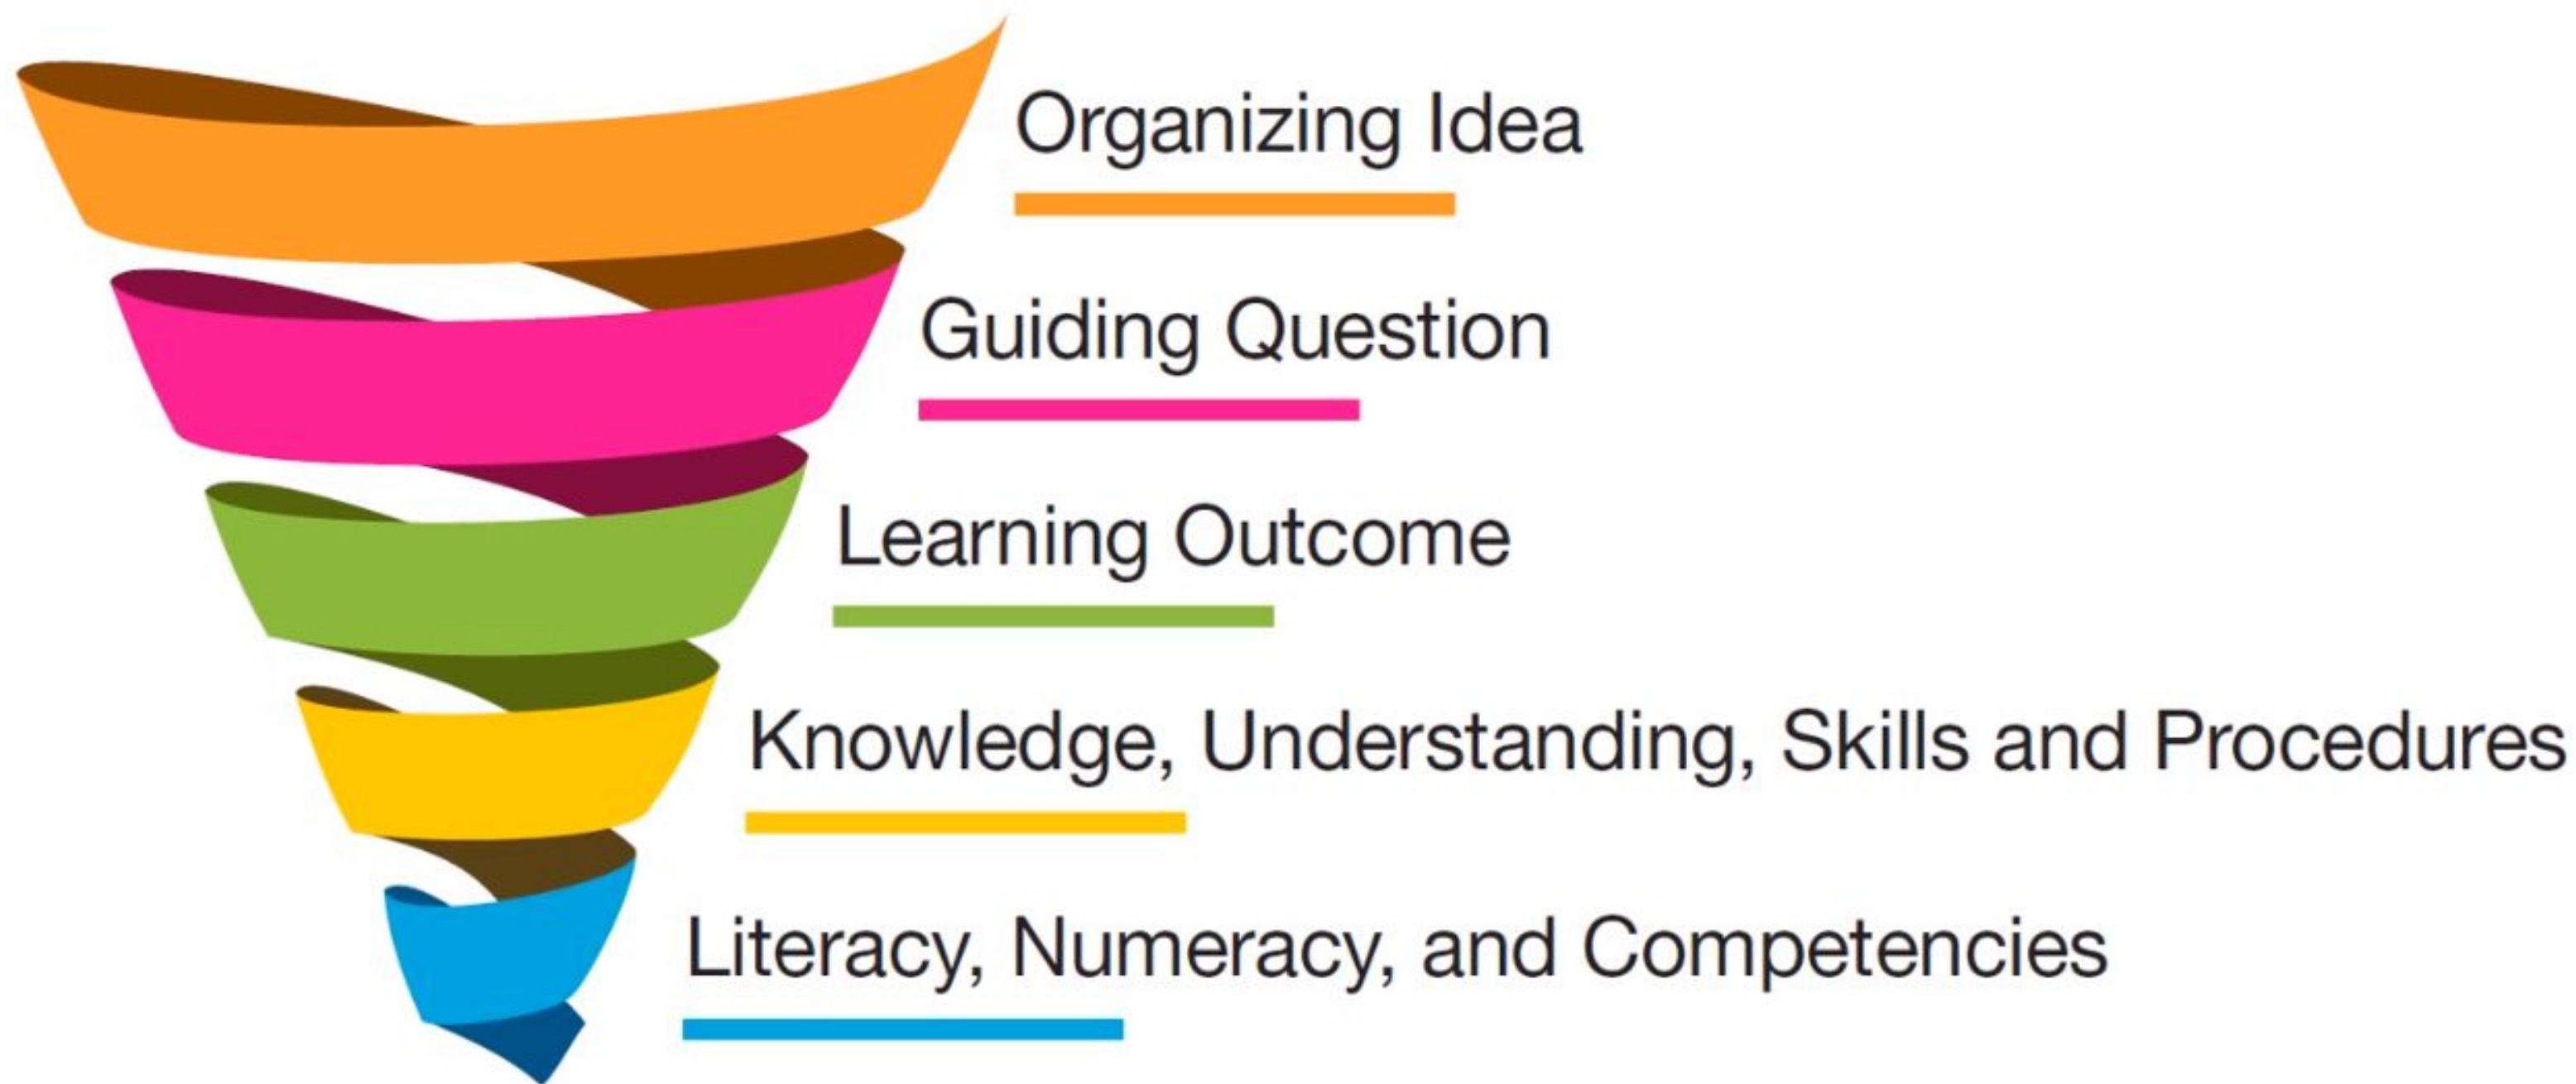 Organizing Idea
Guiding Question
Learning Outcome
Knowledge, Understanding, Skills and Procedures
Literacy, Numeracy, and Competencies